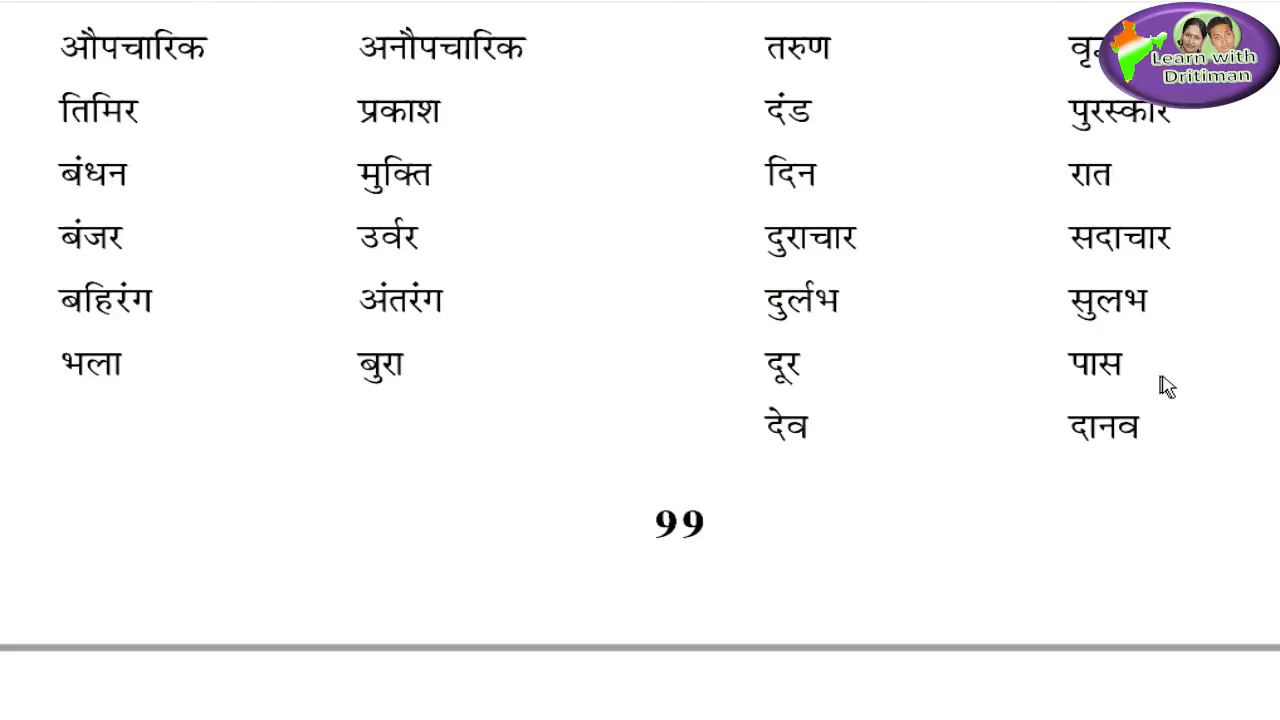 औपचारिक अनौपचारिक तरुण
तिमिर प्रकाश दंड पुरस्कार
बंधन मुक्ति दिन रात
बंजर उर्वर दुराचार सदाचार
बहिरंग अंतरंग दुर्लभ सुलभ
भला बुरा दूर पास
देव दानव
99
Learn with
Dritiman